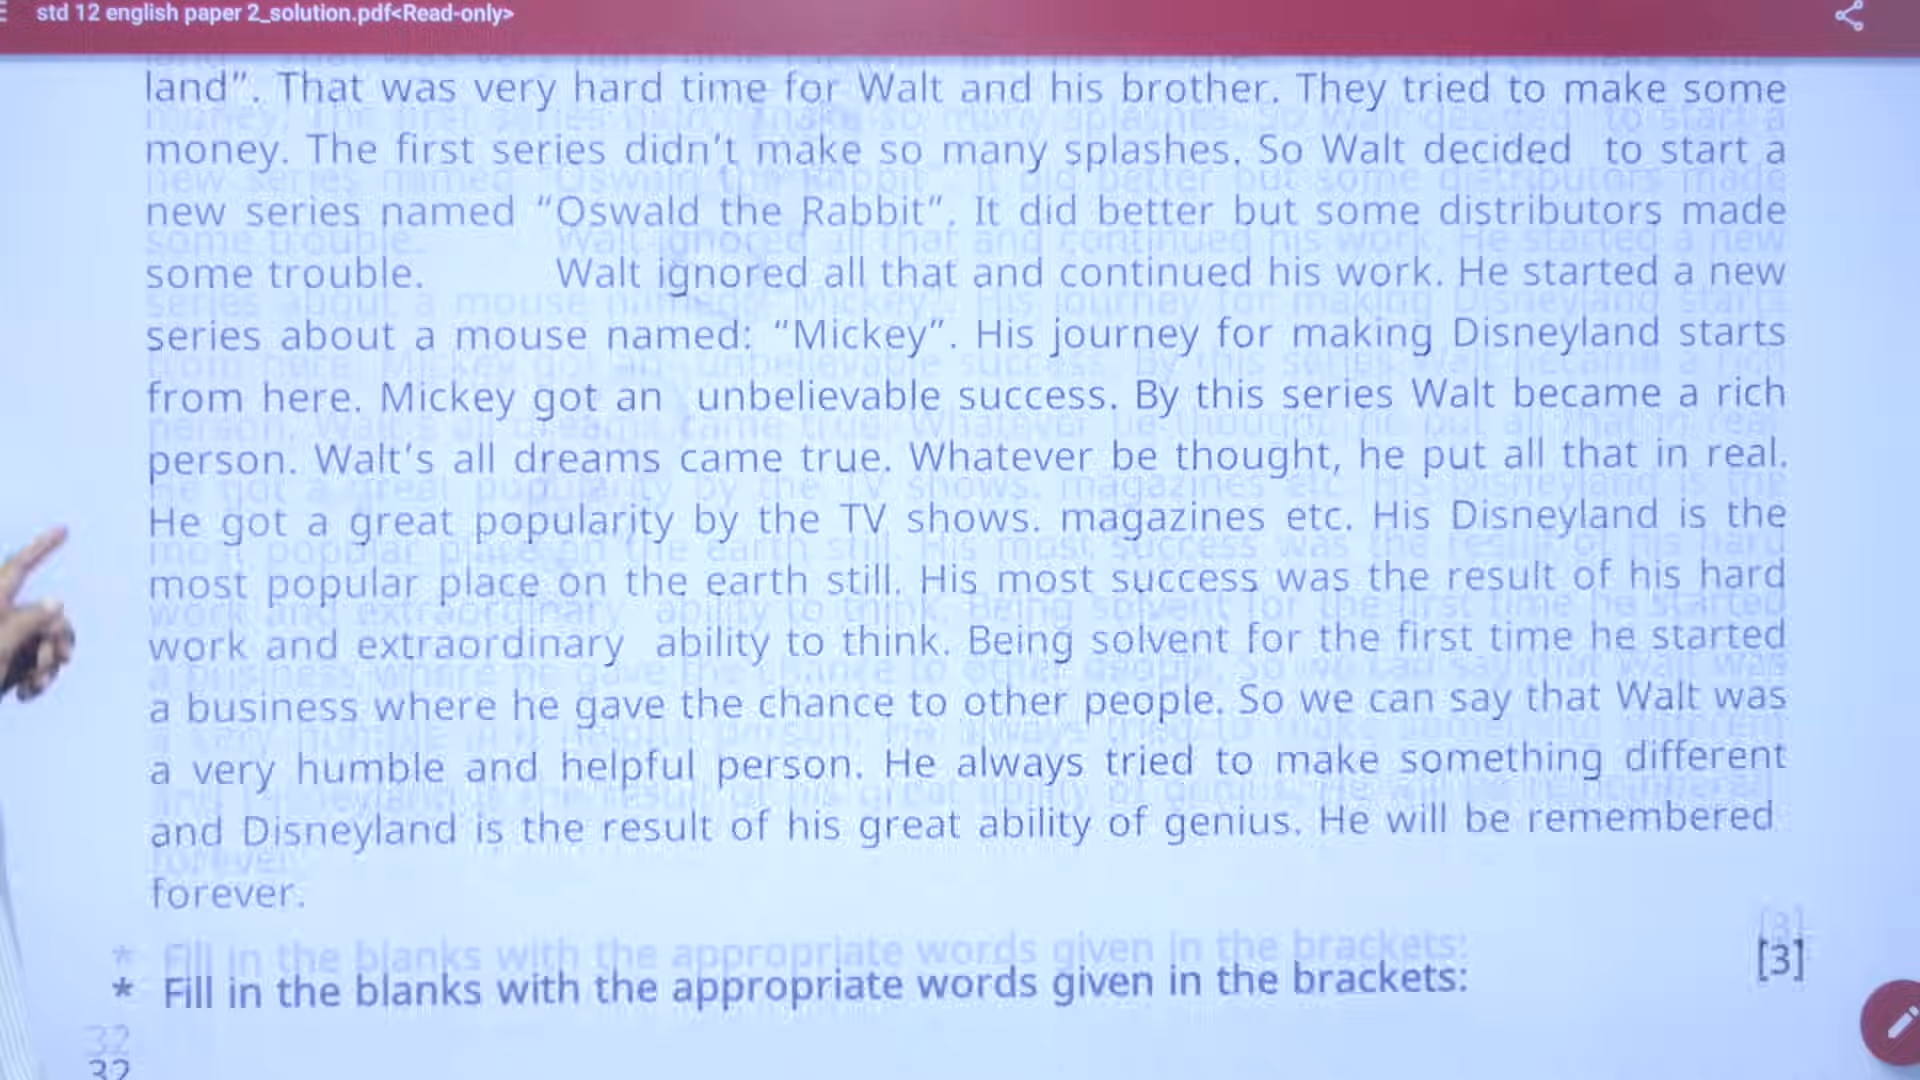 std 12 english paper 2_solution.pdf<Read-only>
land”. That was very hard time for Walt and his brother. They tried to make some
money. The first series didn’t make so many splashes. So Walt decided to start a
new series named “Oswald the Rabbit”. It did better but some distributors made
some trouble. Walt ignored all that and continued his work. He started a new
series about a mouse named: “Mickey”. His journey for making Disneyland starts
from here. Mickey got an unbelievable success. By this series Walt became a rich
person. Walt’s all dreams came true. Whatever be thought, he put all that in real.
He got a great popularity by the TV shows. magazines etc. His Disneyland is the
most popular place on the earth still. His most success was the result of his hard
work and extraordinary ability to think. Being solvent for the first time he started
a business where he gave the chance to other people. So we can say that Walt was
a very humble and helpful person. He always tried to make something different
and Disneyland is the result of his great ability of genius. He will be remembered
forever.
* Fill in the blanks with the appropriate words given in the brackets: [3]
32